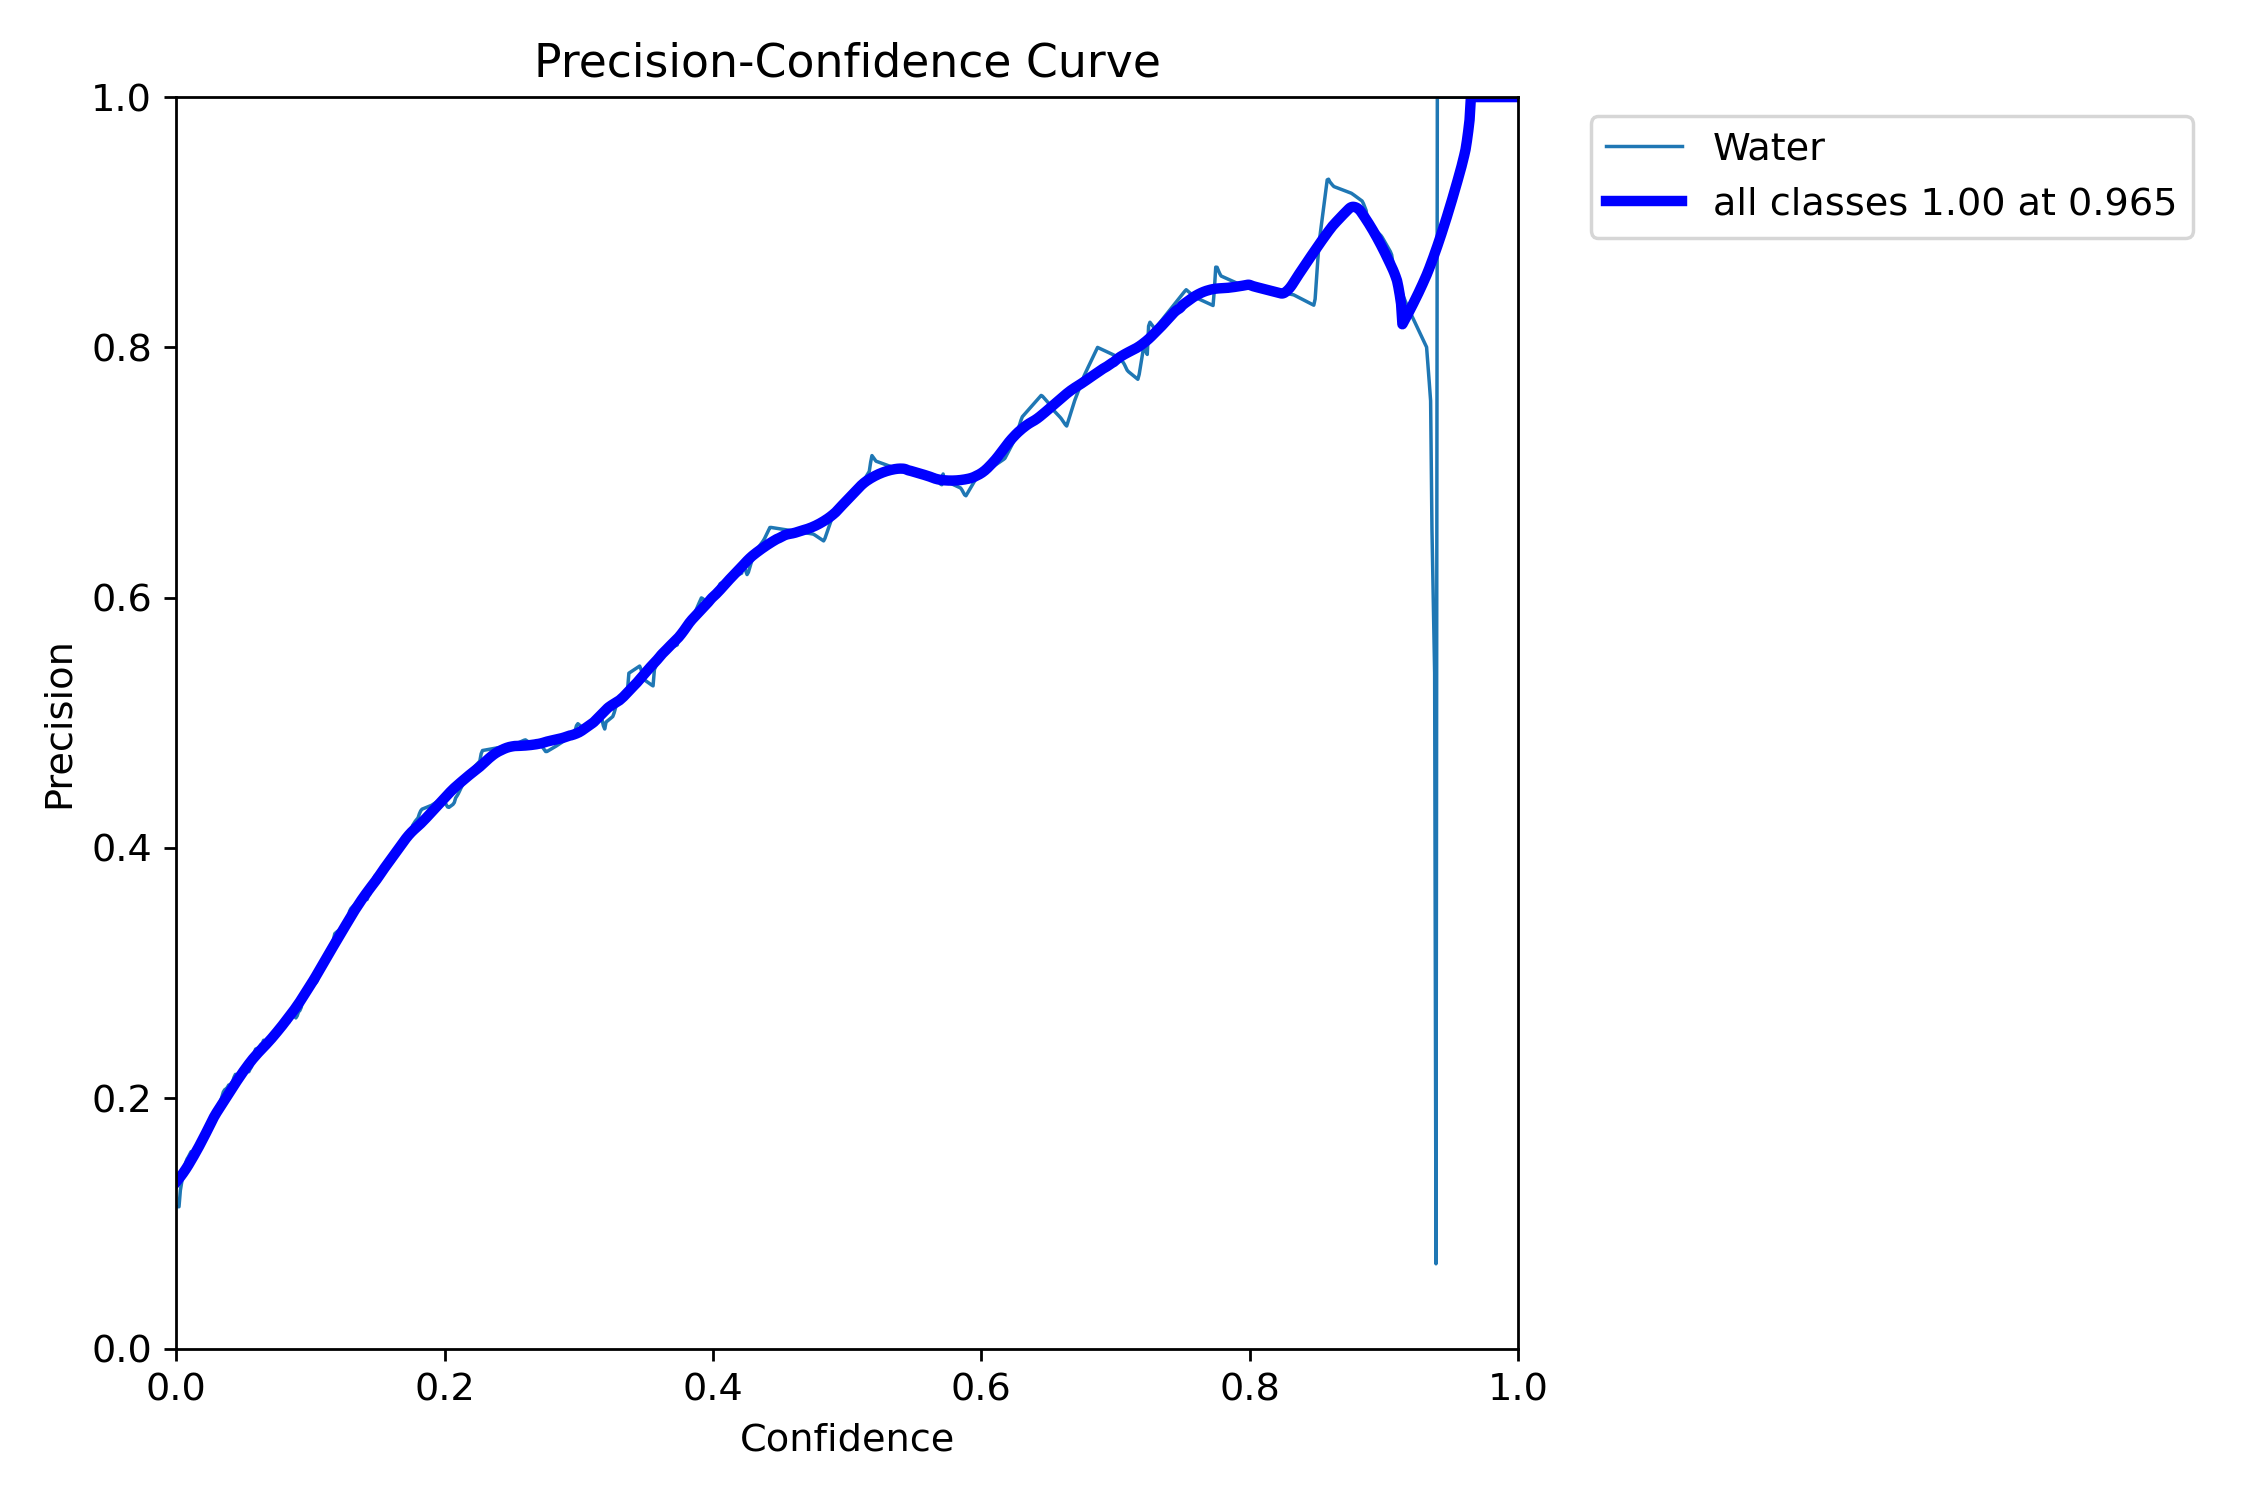 Precision-Confidence Curve
1.0
0.8
0.6
0.4
0.2
0.0
Precision
0.0 0.2 0.4 0.6 0.8 1.0
Confidence
Water
all classes 1.00 at 0.965